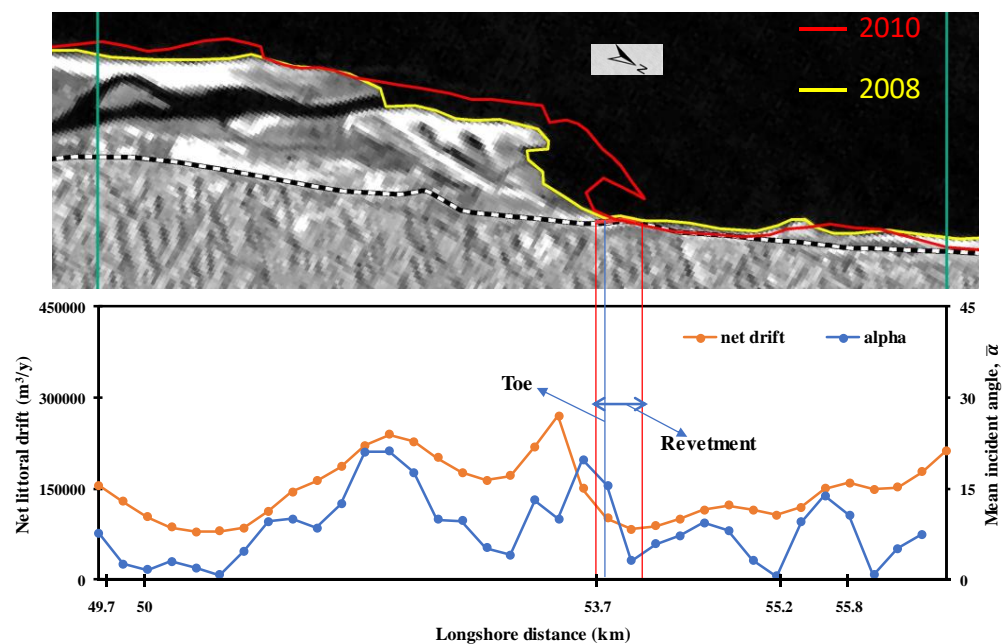 2010
2008
N
450000
300000
150000
0
Net littoral drift (m³/y)
net drift
alpha
Toe
Revetment
45
30
15
0
Mean incident angle, ᾱ
49.7 50 53.7 55.2 55.8
Longshore distance (km)